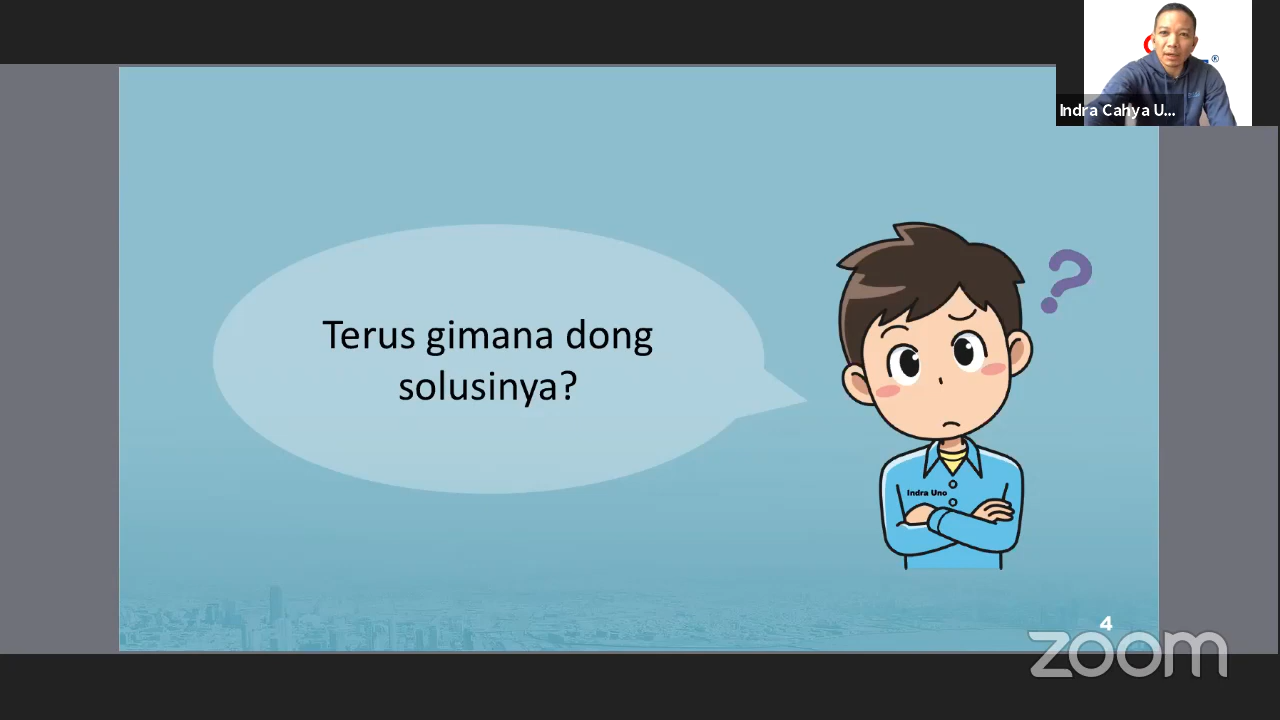 Indra Cahya U...
Terus gimana dong
solusinya?
Indra Uno
4
zoom